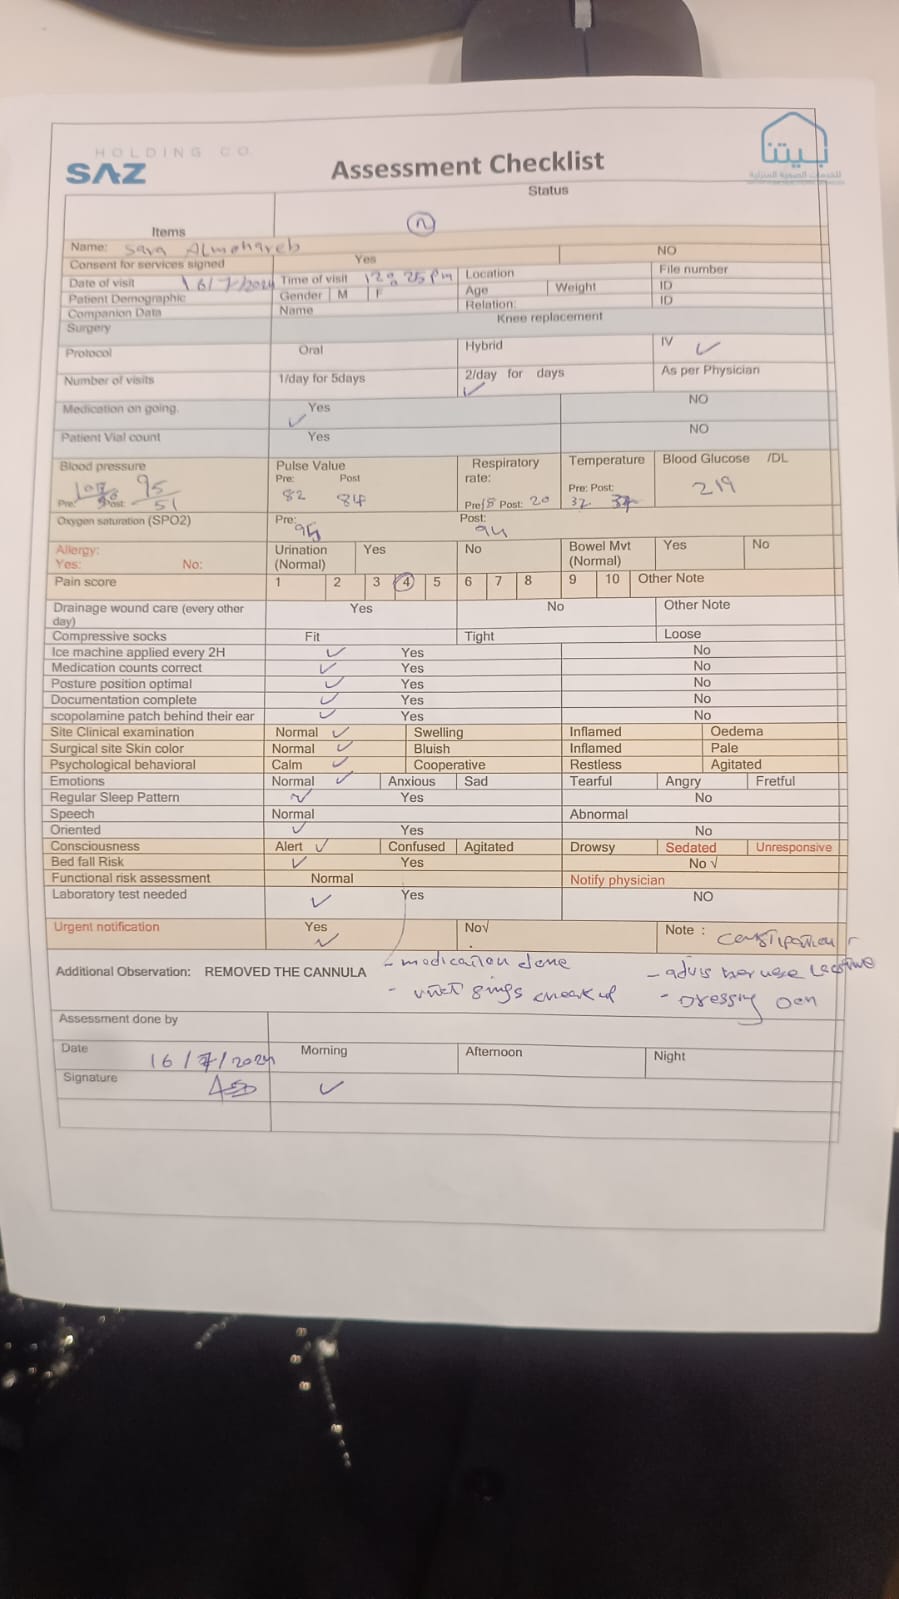 HOLDING CO.
SAZ
بيتنا
للخدمات الصحية المنزلية
Assessment Checklist
Status
Items
Name: Sara Almohareb
Consent for services signed Yes NO
Date of visit 16/7/2024 Time of visit 12:25 pm Location File number
Patient Demographic Gender M F Age Weight ID
Companion Data Name Relation: ID
Surgery Knee replacement
Protocol Oral Hybrid IV ✓
Number of visits 1/day for 5days 2/day for days ✓ As per Physician
Medication on going. Yes ✓ NO
Patient Vial count Yes NO
Blood pressure Pulse Value Respiratory rate: Temperature Blood Glucose /DL
Pre: Post: 95/51 Pre: 82 Post 84 Pre 18 Post: 20 Pre: Post: 37 219
Oxygen saturation (SPO2) Pre: 95 Post: 94
Allergy: Urination (Normal) Yes No Bowel Mvt (Normal) Yes No
Yes: No:
Pain score 1 2 3 4 5 6 7 8 9 10 Other Note
Drainage wound care (every other day) Yes No Other Note
Compressive socks Fit Tight Loose
Ice machine applied every 2H ✓ Yes No
Medication counts correct ✓ Yes No
Posture position optimal ✓ Yes No
Documentation complete ✓ Yes No
scopolamine patch behind their ear ✓ Yes No
Site Clinical examination Normal ✓ Swelling Inflamed Oedema
Surgical site Skin color Normal ✓ Bluish Inflamed Pale
Psychological behavioral Calm ✓ Cooperative Restless Agitated
Emotions Normal ✓ Anxious Sad Tearful Angry Fretful
Regular Sleep Pattern ✓ Yes No
Speech Normal Abnormal
Oriented ✓ Yes No
Consciousness Alert ✓ Confused Agitated Drowsy Sedated Unresponsive
Bed fall Risk ✓ Yes No √
Functional risk assessment Normal Notify physician
Laboratory test needed ✓ Yes NO
Urgent notification Yes ✓ No√ Note : constipation
Additional Observation: REMOVED THE CANNULA
- medication done
- advis her use
- Dressing
Assessment done by
Date 16/7/2024 Morning Afternoon Night
Signature ✓